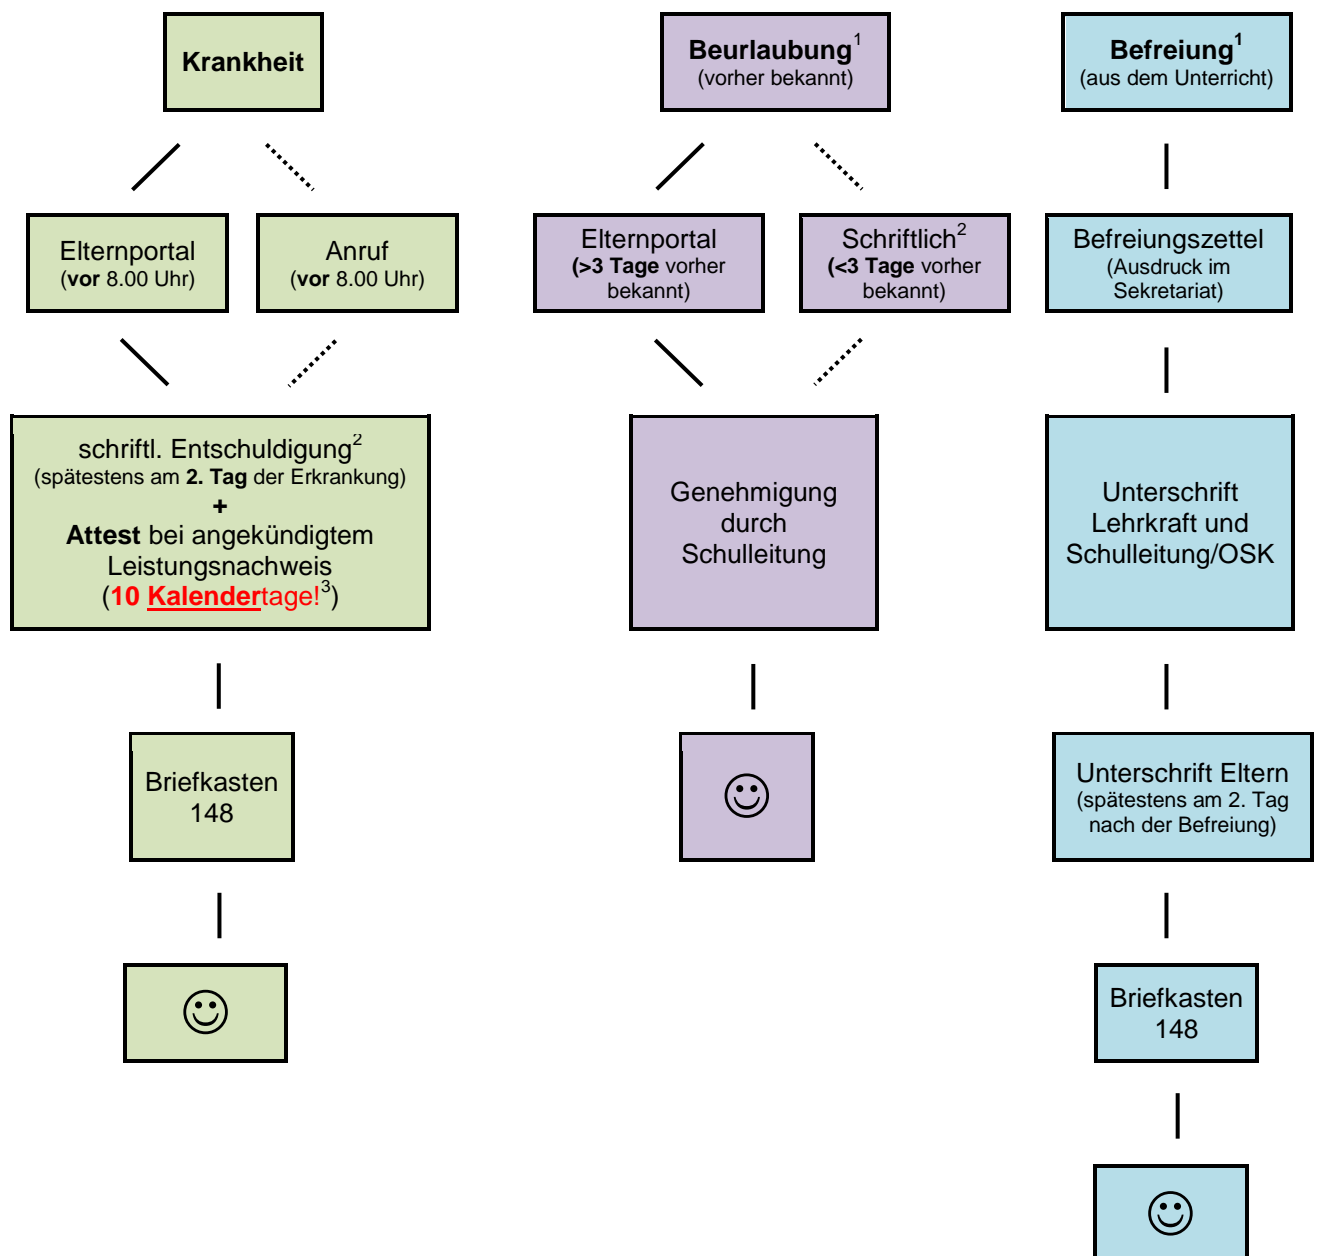 Krankheit
Beurlaubung¹
(vorher bekannt)
Befreiung¹
(aus dem Unterricht)
Elternportal
(vor 8.00 Uhr)
Anruf
(vor 8.00 Uhr)
Elternportal
(>3 Tage vorher
bekannt)
Schriftlich²
(<3 Tage vorher
bekannt)
Befreiungszettel
(Ausdruck im
Sekretariat)
schriftl. Entschuldigung²
(spätestens am 2. Tag der Erkrankung)
+
Attest bei angekündigtem
Leistungsnachweis
(10 Kalendertage!³)
Genehmigung
durch
Schulleitung
Unterschrift
Lehrkraft und
Schulleitung/OSK
Briefkasten
148
Unterschrift Eltern
(spätestens am 2. Tag
nach der Befreiung)
Briefkasten
148